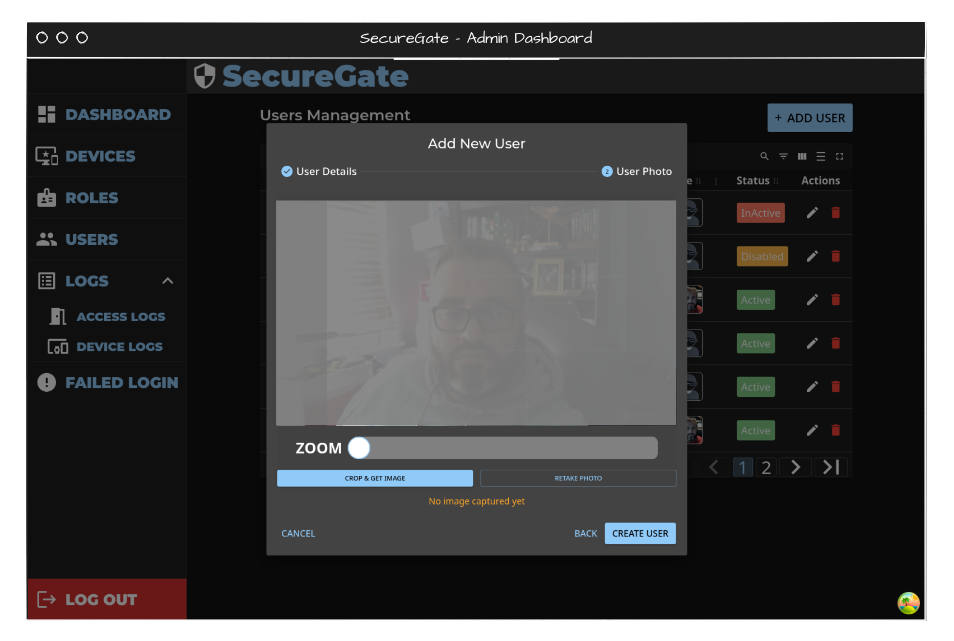 SecureGate - Admin Dashboard
SecureGate
DASHBOARD
DEVICES
ROLES
USERS
LOGS
ACCESS LOGS
DEVICE LOGS
FAILED LOGIN
LOG OUT
Users Management
+ ADD USER
Status
Actions
InActive
Disabled
Active
Active
Active
Active
1 2
Add New User
User Details
2 User Photo
ZOOM
CROP & GET IMAGE
RETAKE PHOTO
No image captured yet
CANCEL
BACK
CREATE USER